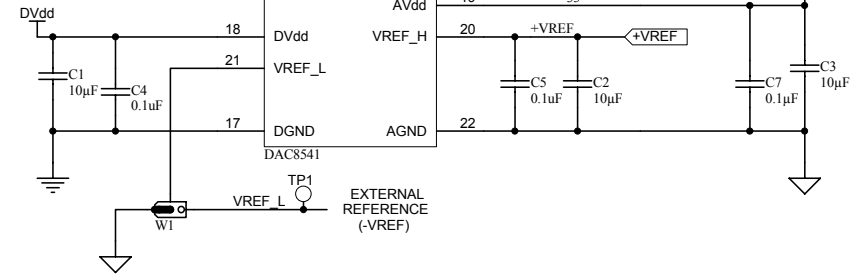 DVdd
AVdd
18
DVdd
VREF_H
20
+VREF
+VREF
21
VREF_L
C1
10µF
C4
0.1uF
C5
0.1uF
C2
10µF
C7
0.1µF
C3
10µF
17
DGND
AGND
22
DAC8541
TP1
VREF_L
EXTERNAL
REFERENCE
(-VREF)
W1